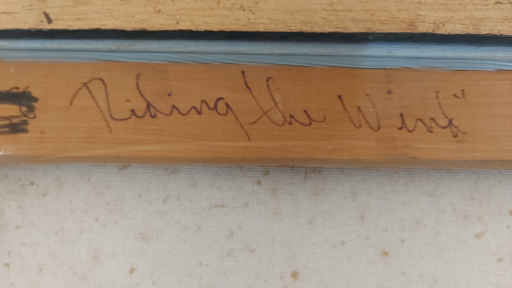 "Riding the Wind"